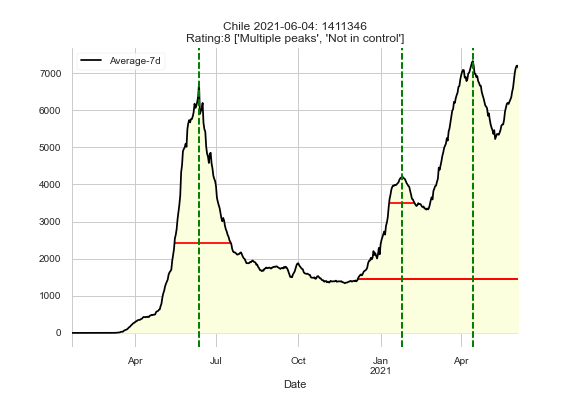 Chile 2021-06-04: 1411346
Rating:8 ['Multiple peaks', 'Not in control']
Average-7d
7000
6000
5000
4000
3000
2000
1000
0
Apr
Jul
Oct
Jan
2021
Apr
Date